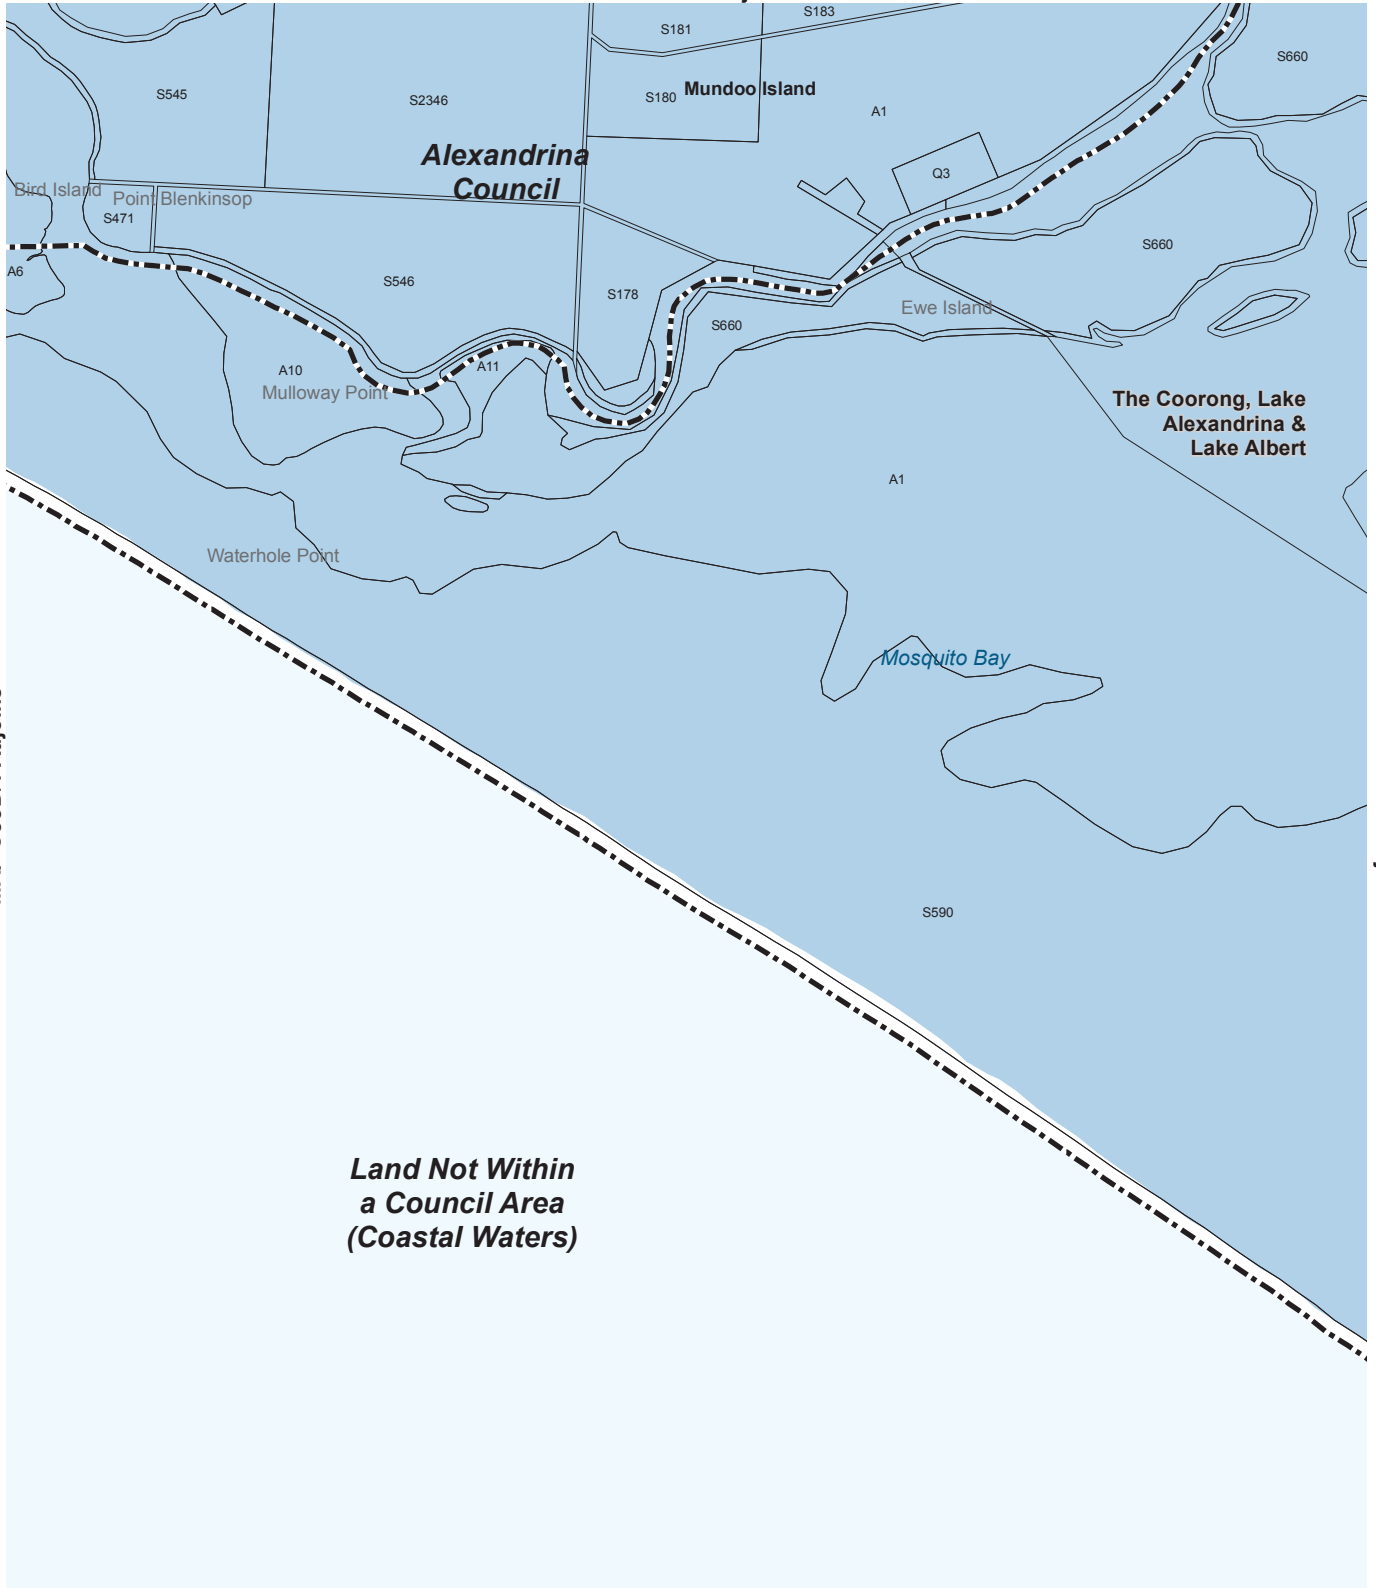 S183
S181
S660
S545
S2346
S180
Mundoo Island
A1
Alexandrina
Council
Q3
Bird Island
Point Blenkinsop
S471
S660
A6
S546
S178
Ewe Island
S660
A10
A11
Mulloway Point
The Coorong, Lake
Alexandrina &
Lake Albert
A1
Waterhole Point
Mosquito Bay
S590
Land Not Within
a Council Area
(Coastal Waters)